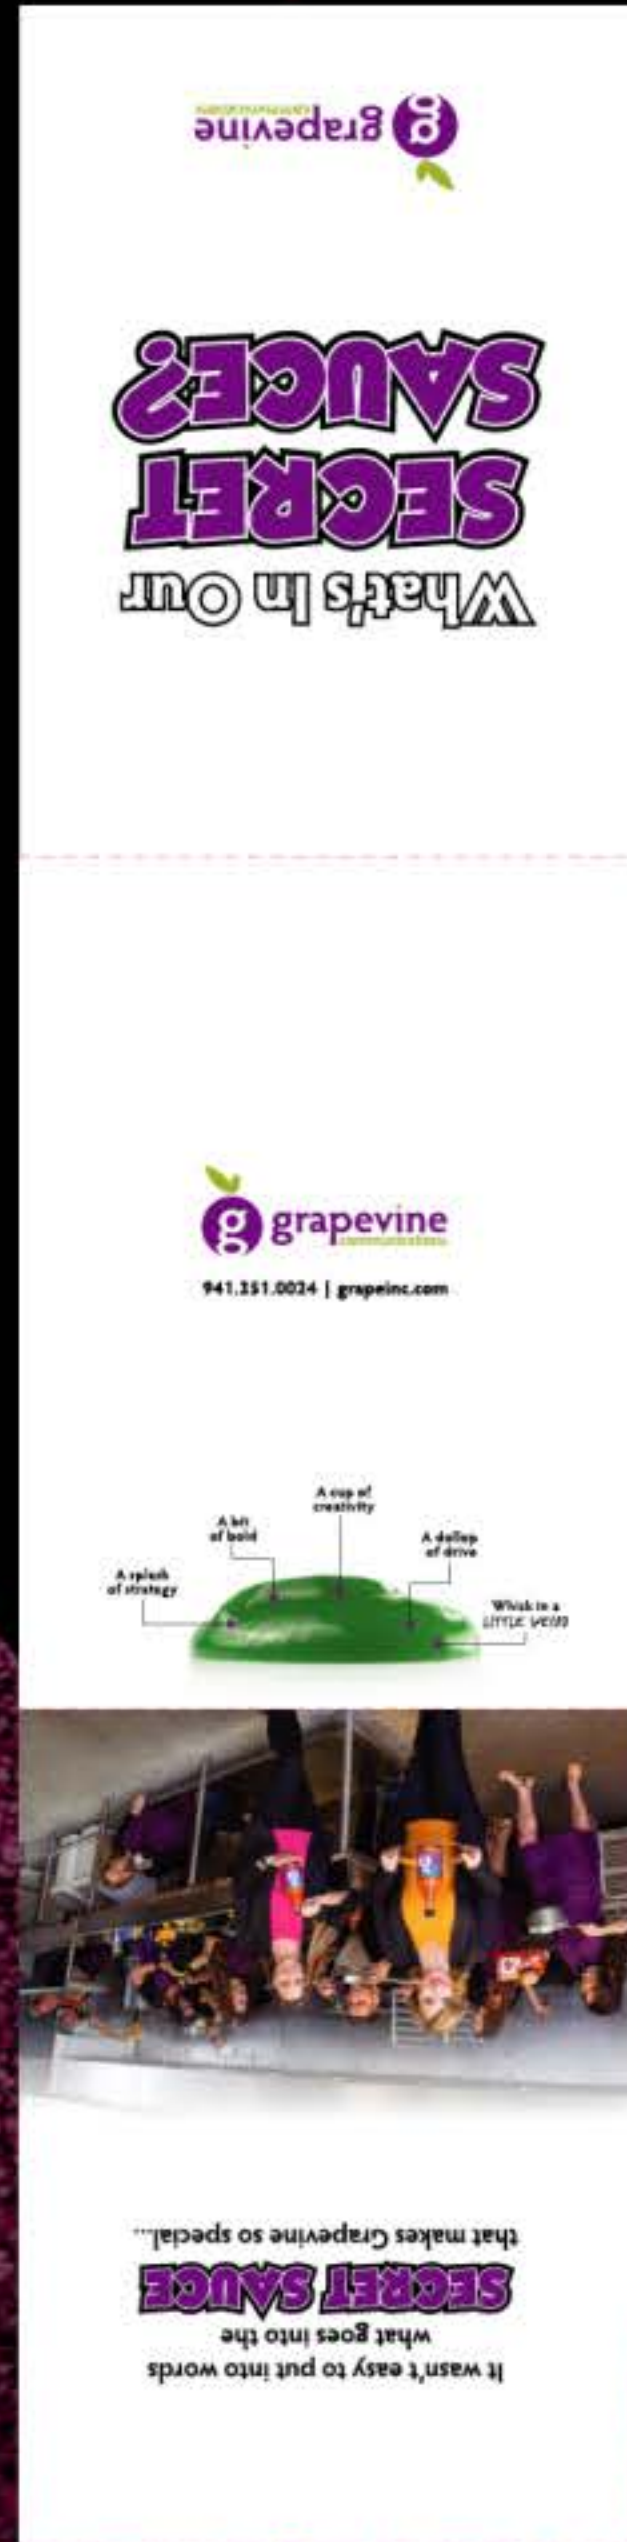 What's In Our
SECRET
SAUCE?
grapevine
communications
grapevine
communications
941.251.0024 | grapeinc.com
A cup of
creativity
A bit
of bold
A dollop
of drive
A splash
of strategy
Whisk in a
LITTLE WEIRD
It wasn't easy to put into words
what goes into the
SECRET SAUCE
that makes Grapevine so special...